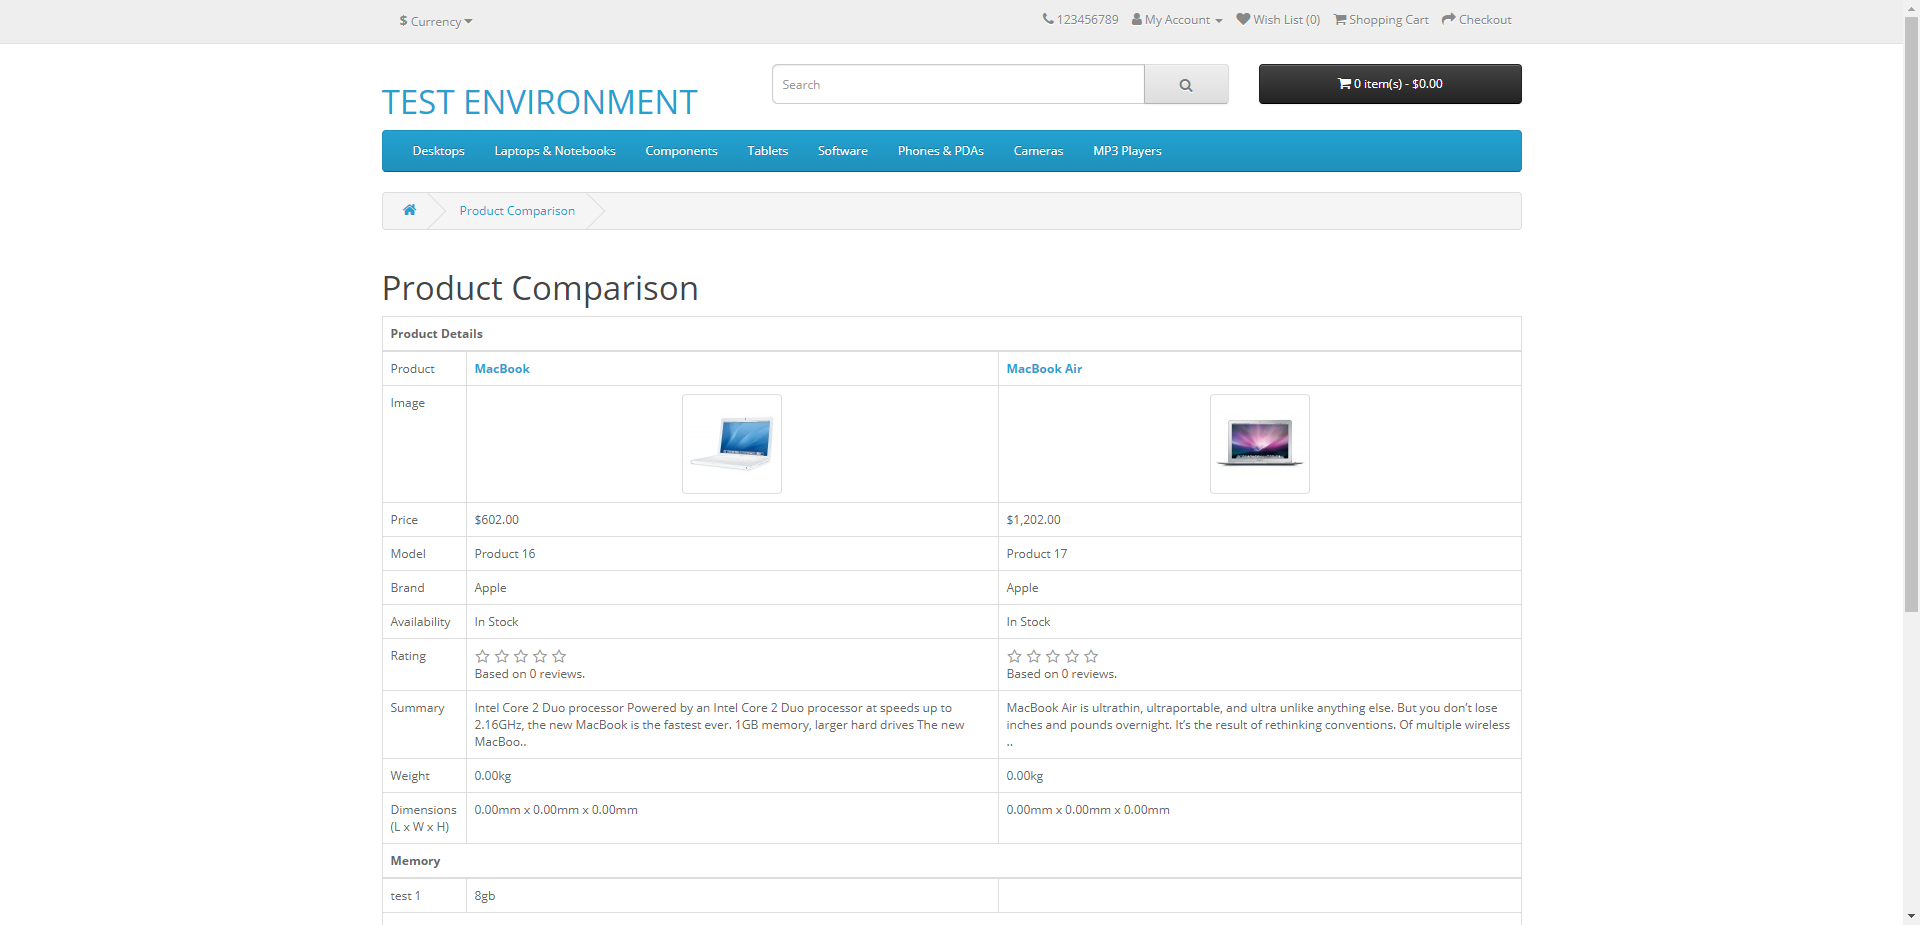 $ Currency
123456789 My Account Wish List (0) Shopping Cart Checkout
TEST ENVIRONMENT
Search
0 item(s) - $0.00
Desktops Laptops & Notebooks Components Tablets Software Phones & PDAs Cameras MP3 Players
Product Comparison
Product Comparison
Product Details
Product MacBook MacBook Air
Image
Price $602.00 $1,202.00
Model Product 16 Product 17
Brand Apple Apple
Availability In Stock In Stock
Rating
Based on 0 reviews. Based on 0 reviews.
Summary
Intel Core 2 Duo processor Powered by an Intel Core 2 Duo processor at speeds up to
2.16GHz, the new MacBook is the fastest ever. 1GB memory, larger hard drives The new
MacBoo..
MacBook Air is ultrathin, ultraportable, and ultra unlike anything else. But you don’t lose
inches and pounds overnight. It’s the result of rethinking conventions. Of multiple wireless
..
Weight 0.00kg 0.00kg
Dimensions
(L x W x H)
0.00mm x 0.00mm x 0.00mm 0.00mm x 0.00mm x 0.00mm
Memory
test 1 8gb